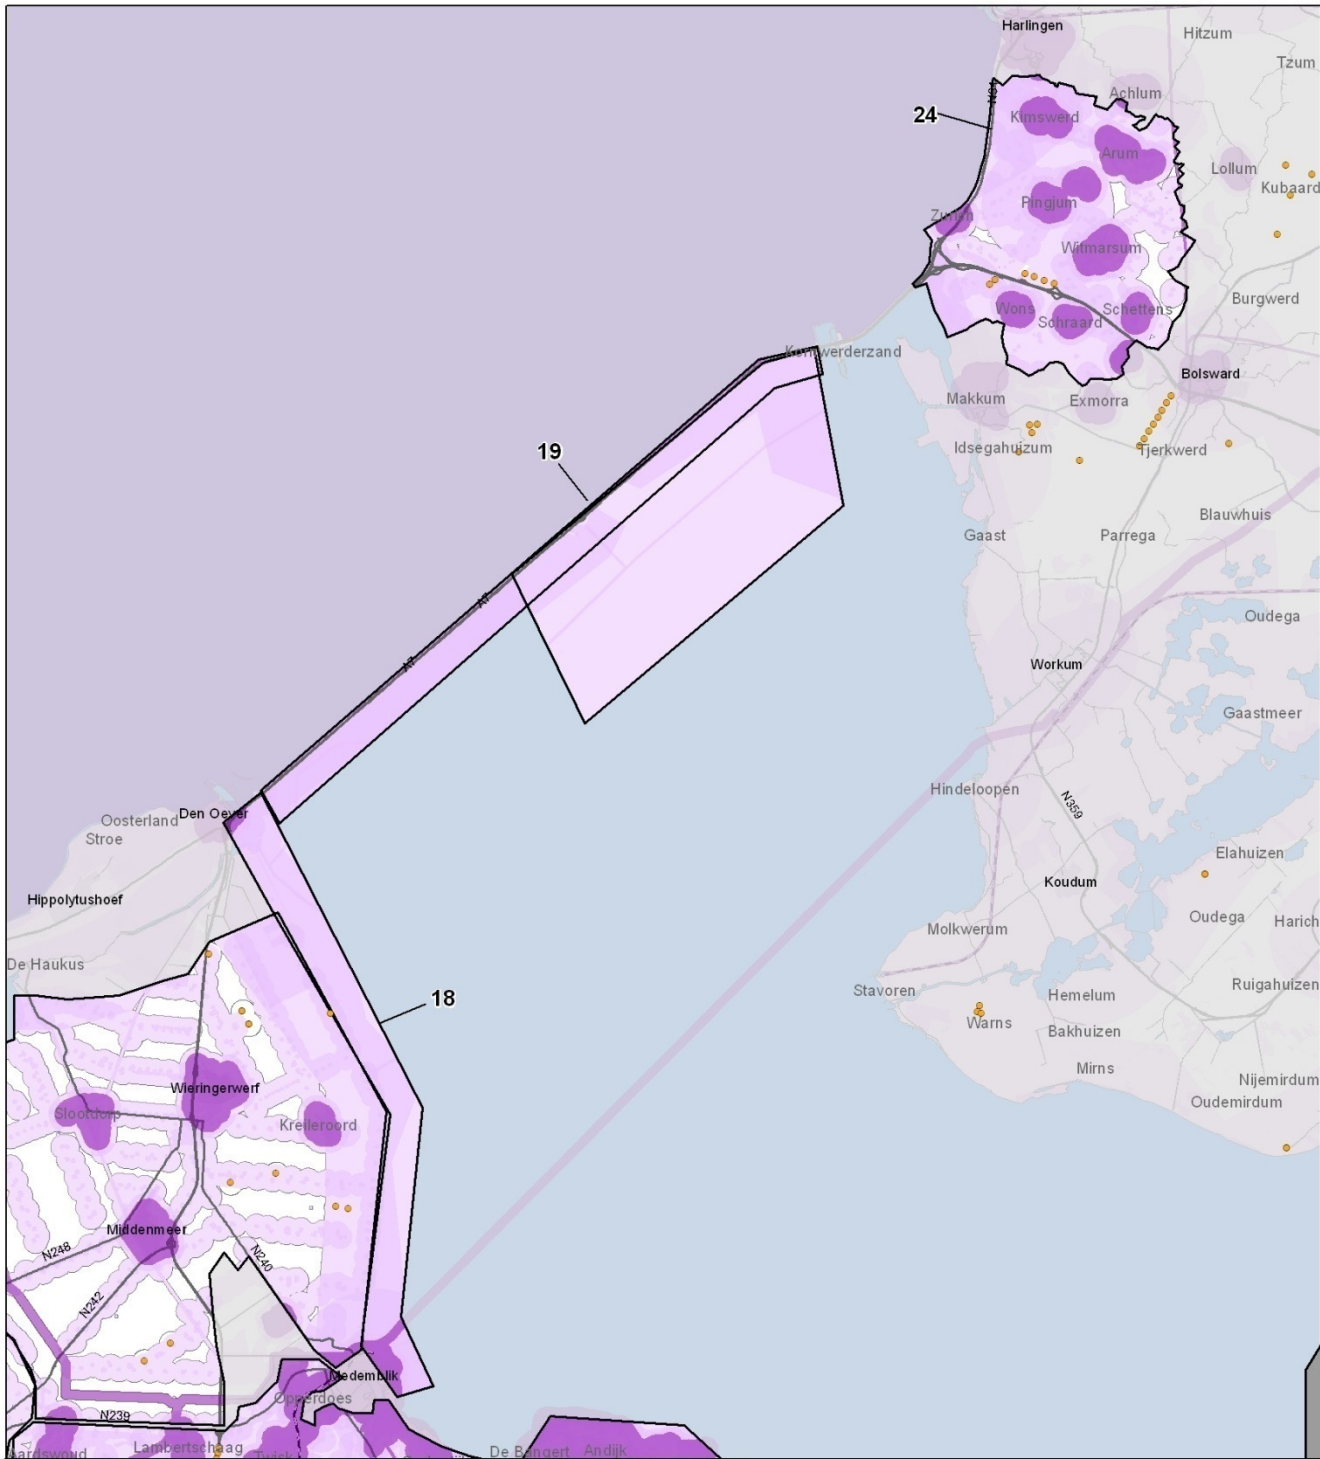 Harlingen
Hitzum
Tzum
Achlum
N31
24
Kimswerd
Arum
Lollum
Kubaard
Pingjum
Zurich
Witmarsum
Burgwerd
Wons
Schraard
Schettens
Kornwerderzand
Bolsward
Makkum
Exmorra
19
Idsegahuizum
Tjerkwerd
Blauwhuis
Gaast
Parrega
A7
Oudega
A7
Workum
Gaastmeer
Hindeloopen
N359
Den Oever
Oosterland
Stroe
Elahuizen
Koudum
Hippolytushoef
Oudega
Harich
Molkwerum
De Haukus
Ruigahuizen
Stavoren
Hemelum
18
Warns
Bakhuizen
Mirns
Nijemirdum
Wieringerwerf
Oudemirdum
Slootdorp
Kreileroord
Middenmeer
N248
N240
N242
Medemblik
Opperdoes
N239
Lambertschaag
De Bangert
Andijk
aardswoud
Twisk